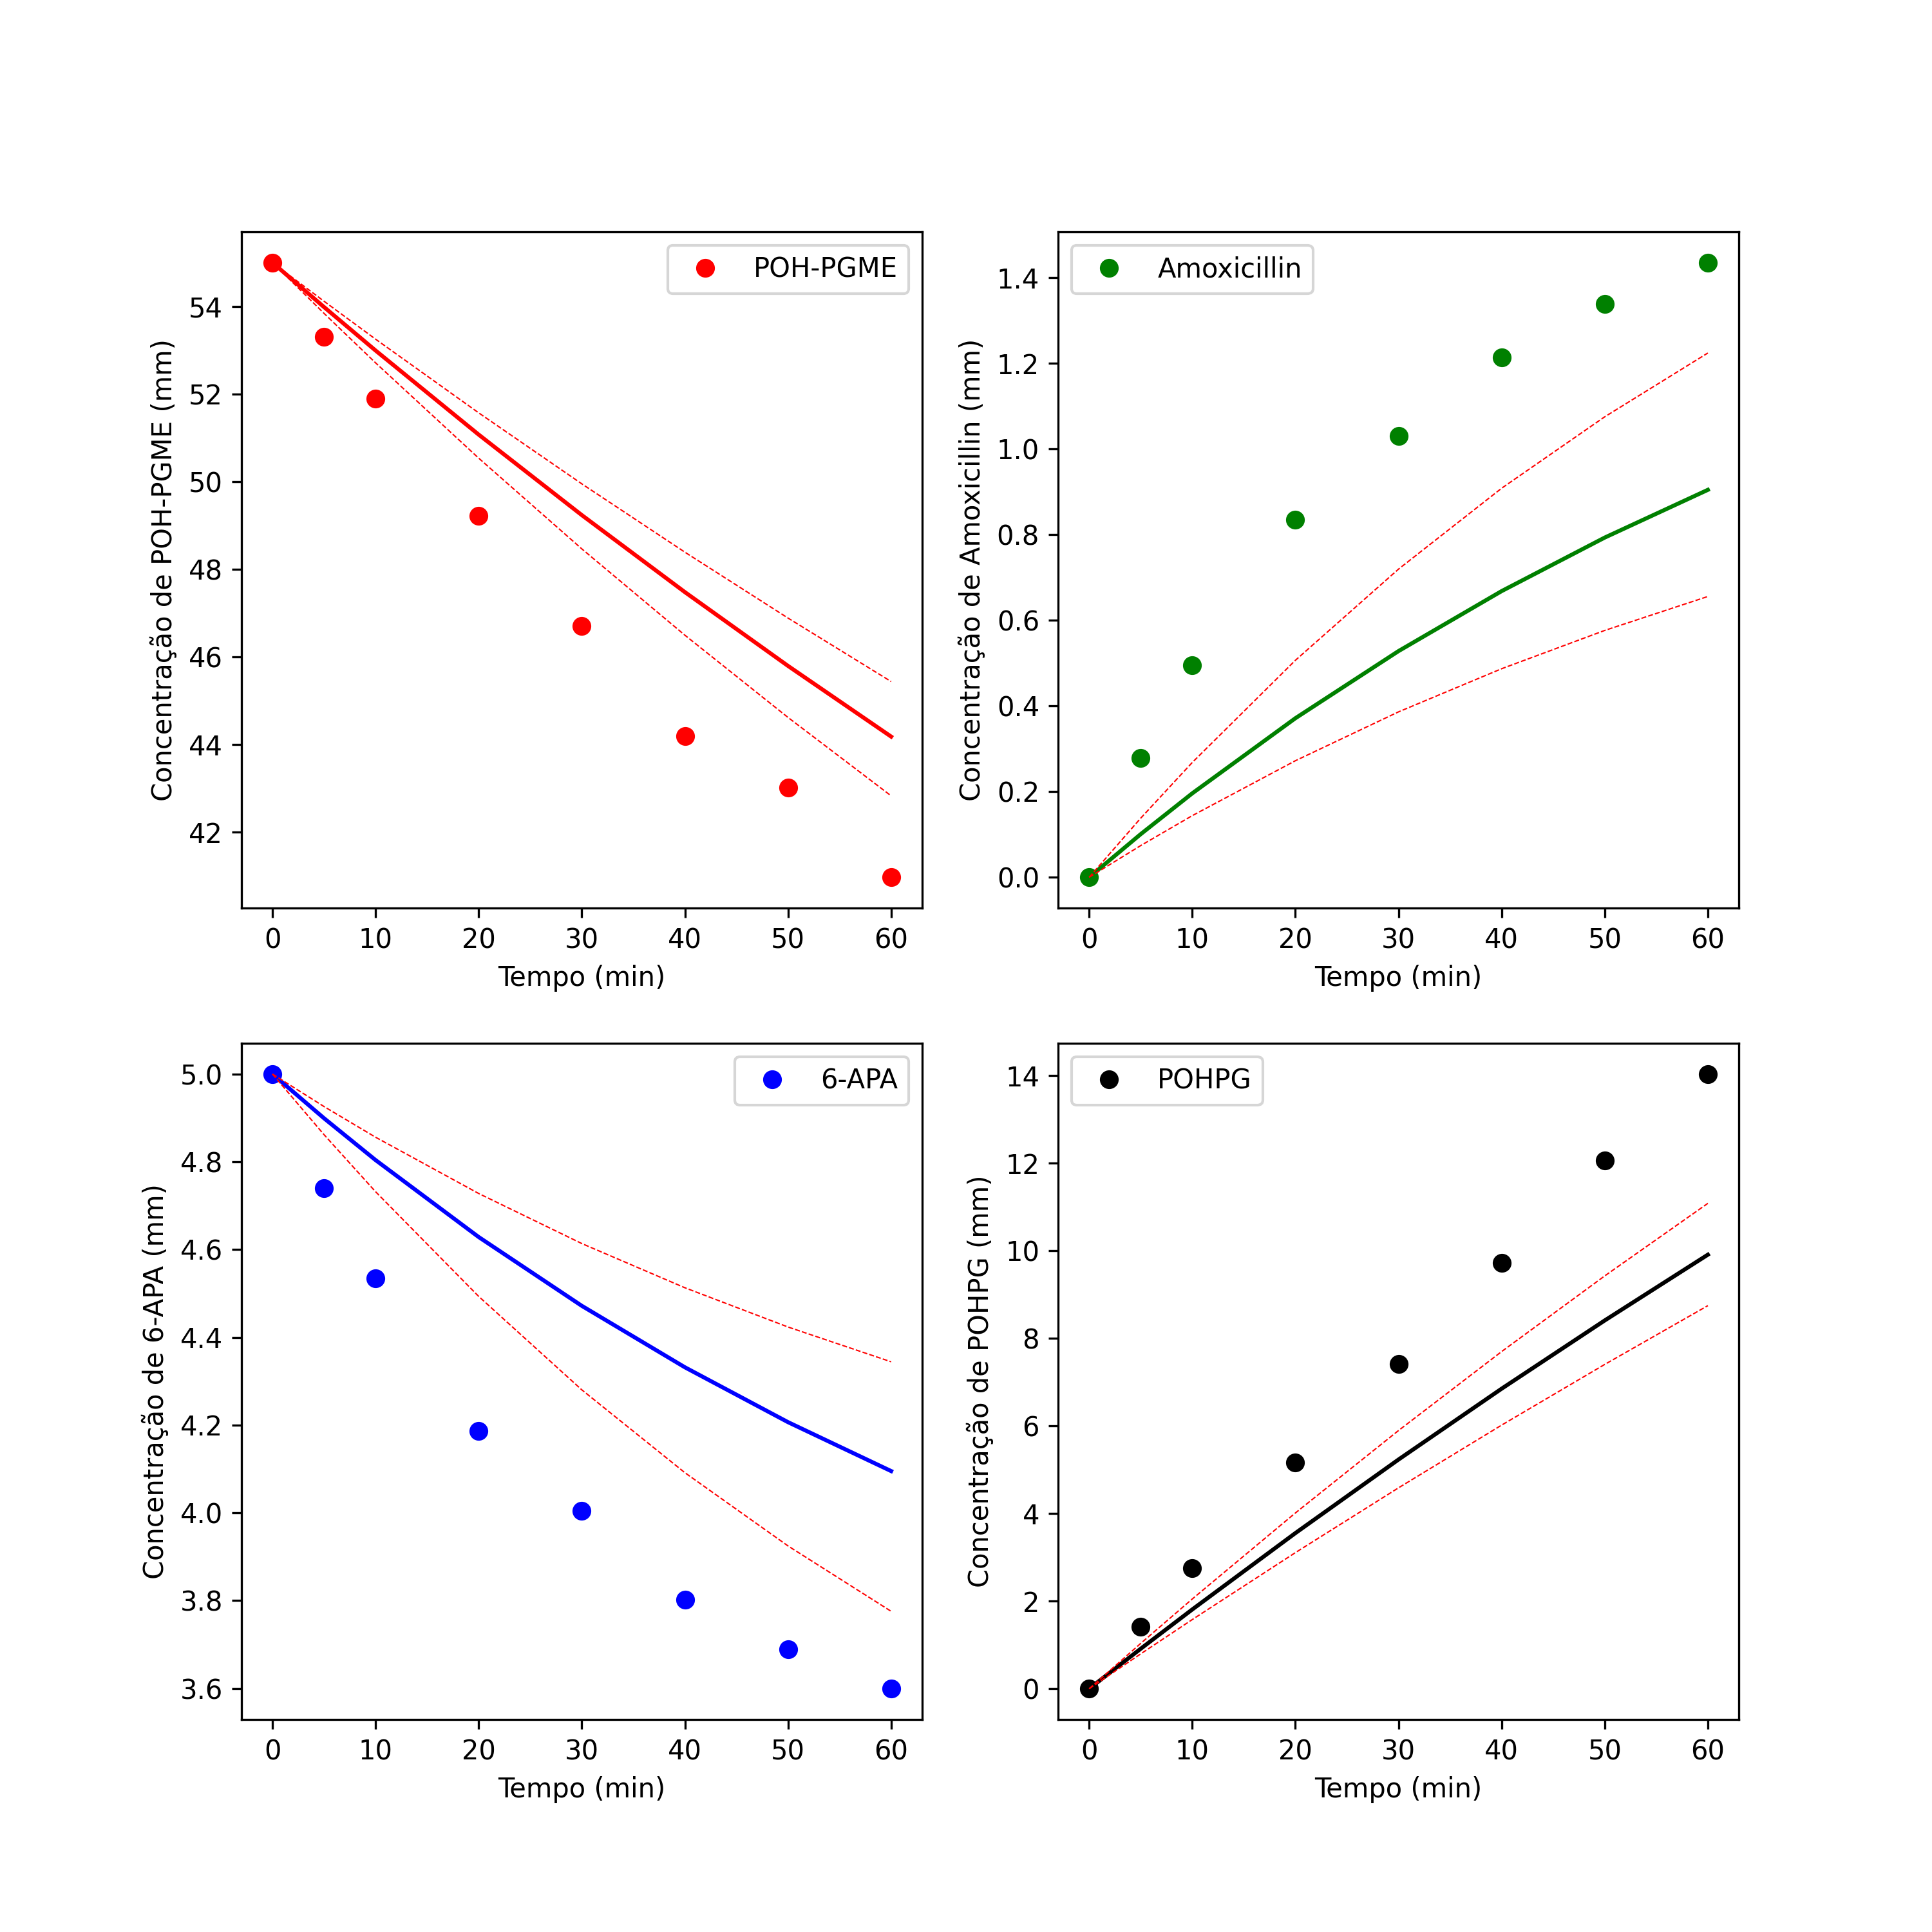 POH-PGME
Concentração de POH-PGME (mm)
54
52
50
48
46
44
42
0 10 20 30 40 50 60
Tempo (min)
Amoxicillin
Concentração de Amoxicillin (mm)
1.4
1.2
1.0
0.8
0.6
0.4
0.2
0.0
0 10 20 30 40 50 60
Tempo (min)
6-APA
Concentração de 6-APA (mm)
5.0
4.8
4.6
4.4
4.2
4.0
3.8
3.6
0 10 20 30 40 50 60
Tempo (min)
POHPG
Concentração de POHPG (mm)
14
12
10
8
6
4
2
0
0 10 20 30 40 50 60
Tempo (min)